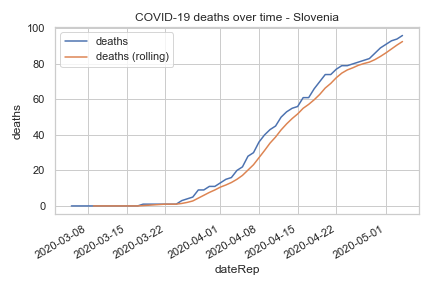 COVID-19 deaths over time - Slovenia
deaths
deaths (rolling)
100
80
60
40
20
0
deaths
2020-03-08
2020-03-15
2020-03-22
2020-04-01
2020-04-08
2020-04-15
2020-04-22
2020-05-01
dateRep